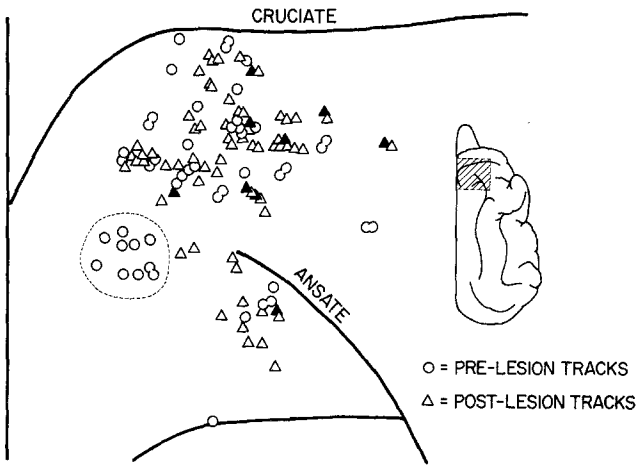 CRUCIATE
ANSATE
○ = PRE-LESION TRACKS
△ = POST-LESION TRACKS